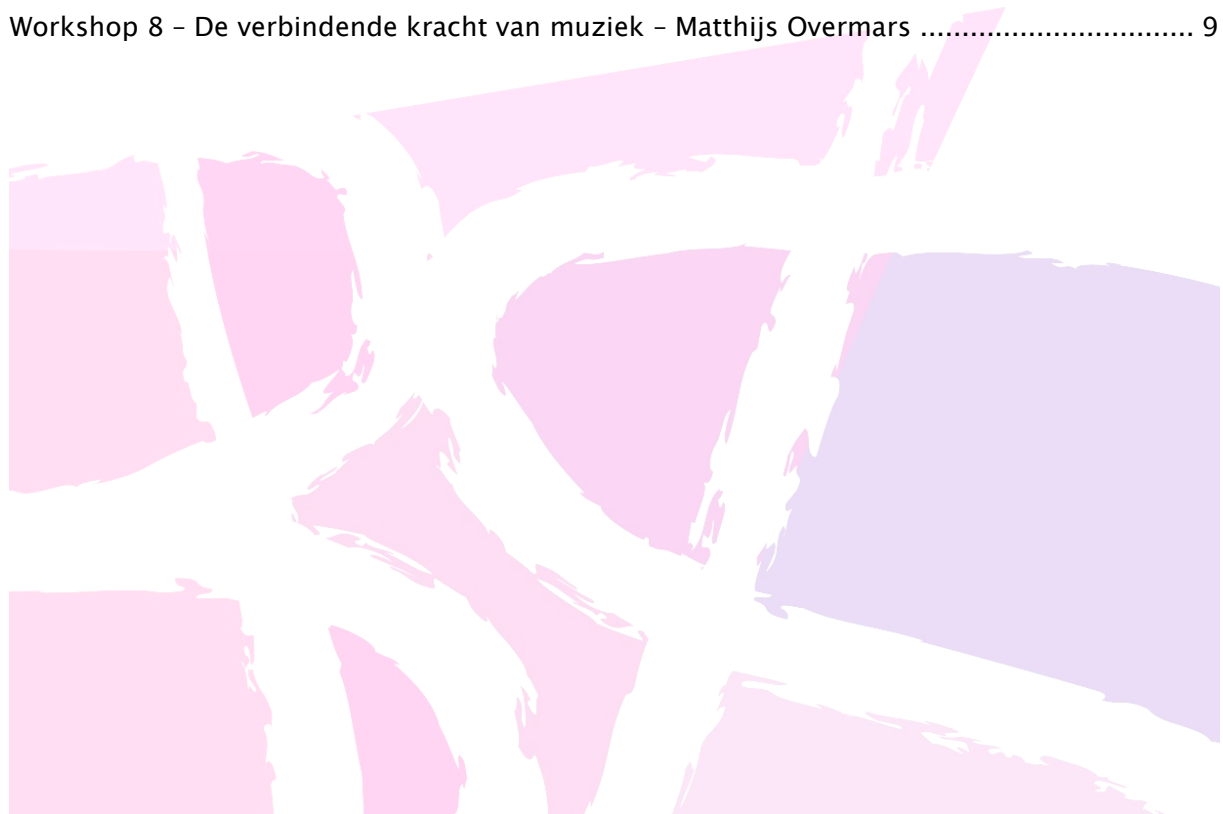 Workshop 8 – De verbindende kracht van muziek – Matthijs Overmars ................................. 9